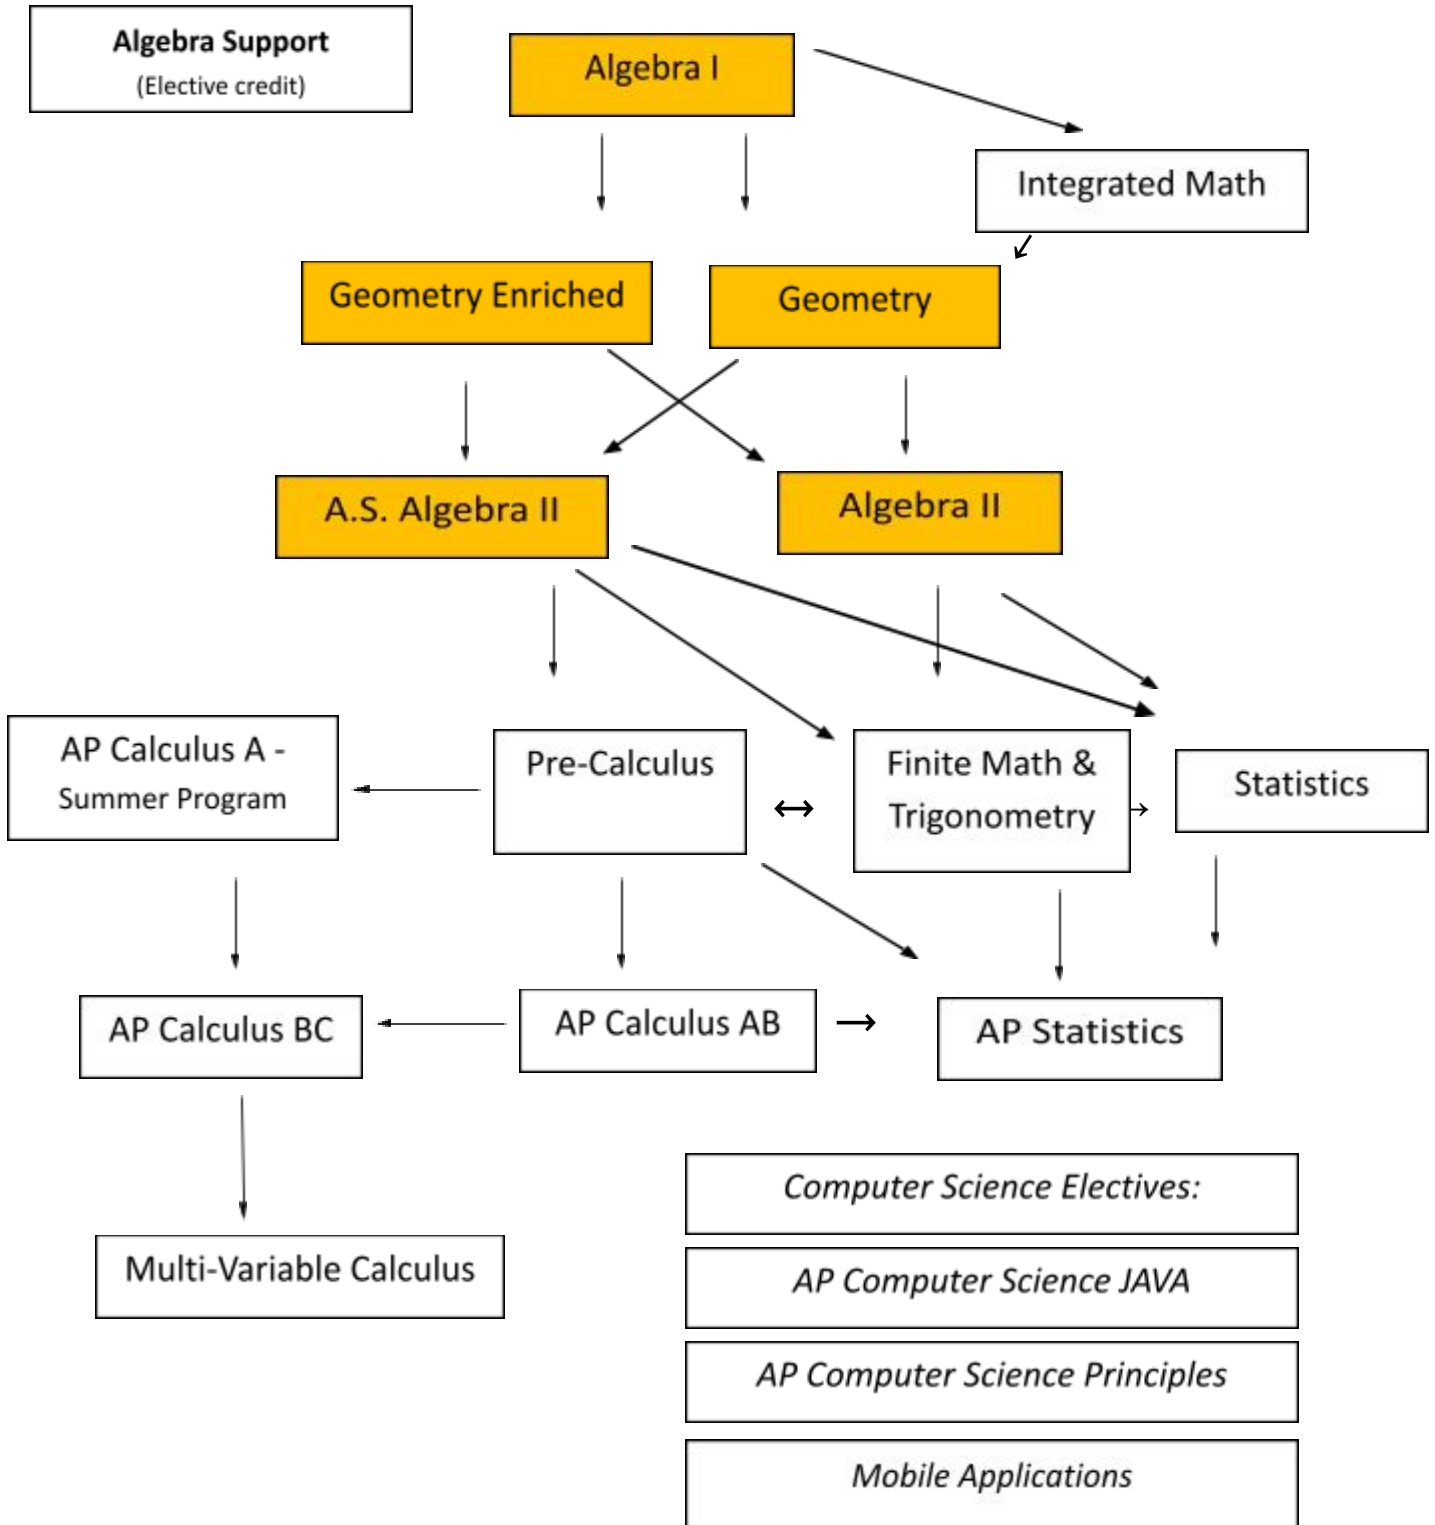 Algebra Support
(Elective credit)
Algebra I
Integrated Math
Geometry Enriched
Geometry
A.S. Algebra II
Algebra II
AP Calculus A -
Summer Program
Pre-Calculus
Finite Math &
Trigonometry
Statistics
AP Calculus BC
AP Calculus AB
AP Statistics
Computer Science Electives:
AP Computer Science JAVA
AP Computer Science Principles
Mobile Applications
Multi-Variable Calculus